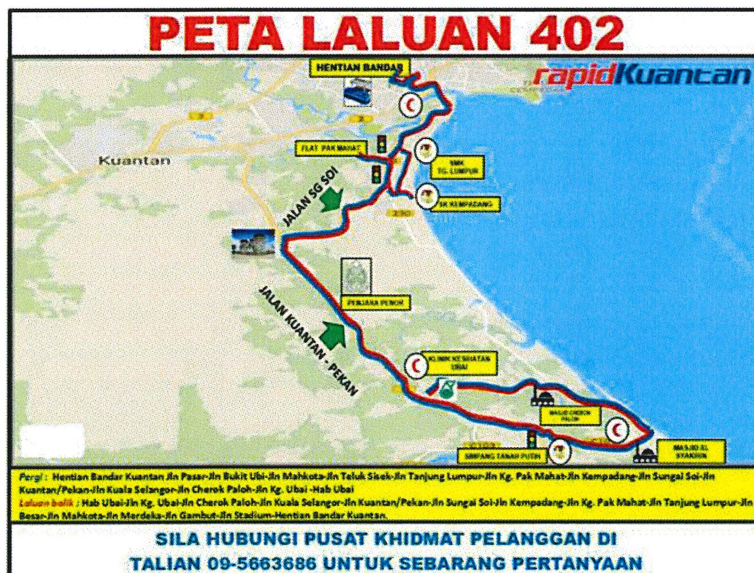 PETA LALUAN 402
HENTIAN BANDAR
rapidKuantan
Kuantan
FLAT PAK MAHAT
SMK
TG. LUMPUR
SK KEMPADANG
JALAN SG SOI
PENJARA PENOR
JALAN KUANTAN - PEKAN
KLINIK KESIHATAN
UBAI
MASJID CHEROK
PALOH
SIMPANG TANAH PUTIH
MASJID AL
SYAKIRIN
Pergi : Hentian Bandar Kuantan Jln Pasar-Jln Bukit Ubi-Jln Mahkota-Jln Teluk Sisek-Jln Tanjung Lumpur-Jln Kg. Pak Mahat-Jln Kempadang-Jln Sungai Soi-Jln
Kuantan/Pekan-Jln Kuala Selangor-Jln Cherok Paloh-Jln Kg. Ubai -Hab Ubai
Laluan balik : Hab Ubai-Jln Kg. Ubai-Jln Cherok Paloh-Jln Kuala Selangor-Jln Kuantan/Pekan-Jln Sungai Soi-Jln Kempadang-Jln Kg. Pak Mahat-Jln Tanjung Lumpur-Jln
Besar-Jln Mahkota-Jln Merdeka-Jln Gambut-Jln Stadium-Hentian Bandar Kuantan.
SILA HUBUNGI PUSAT KHIDMAT PELANGGAN DI
TALIAN 09-5663686 UNTUK SEBARANG PERTANYAAN